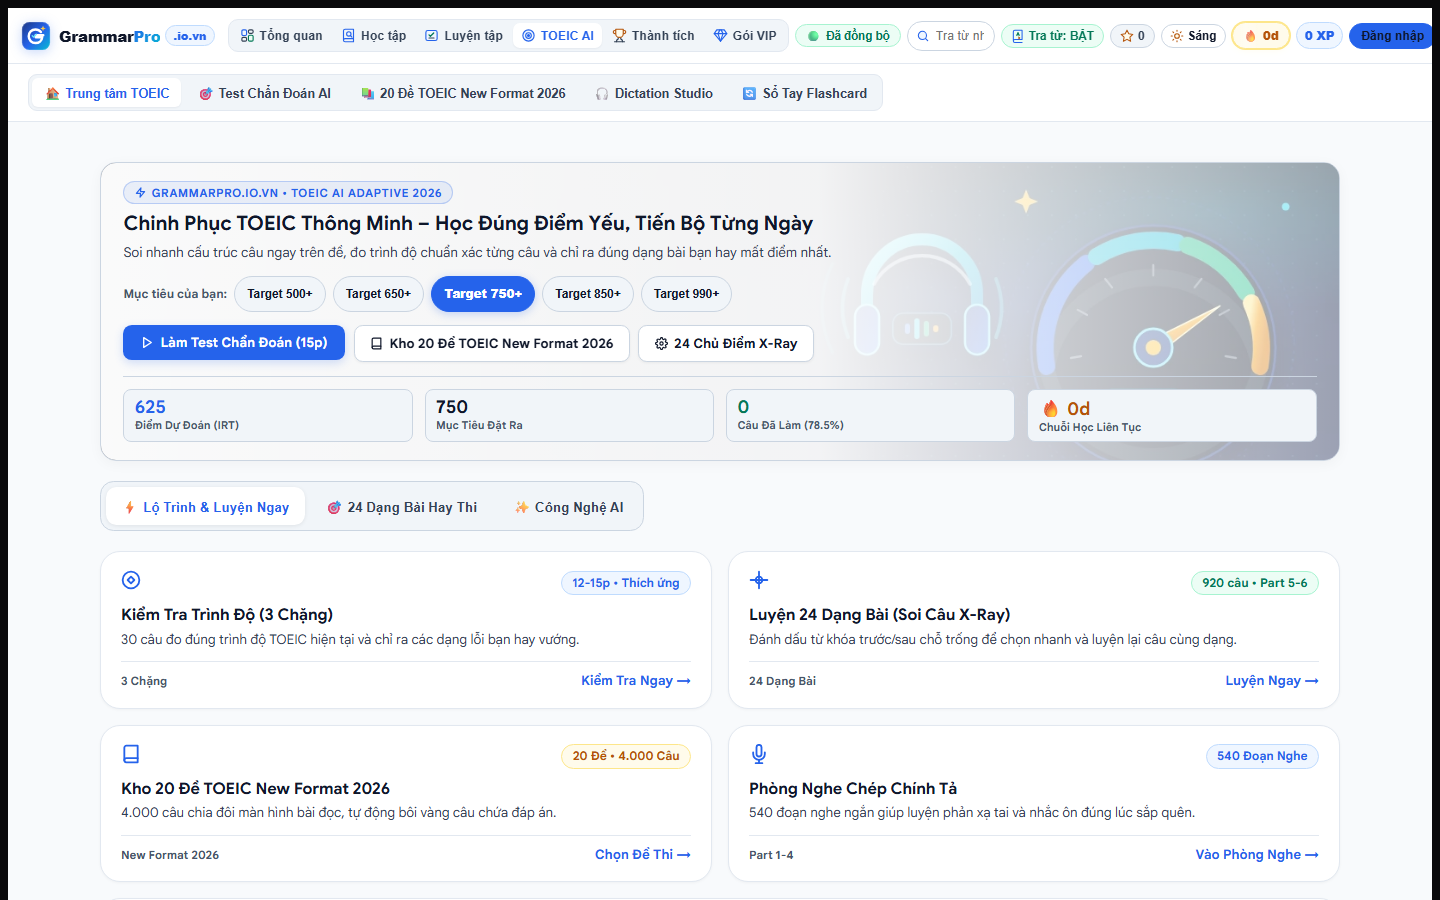 GrammarPro .io.vn
Tổng quan
Học tập
Luyện tập
TOEIC AI
Thành tích
Gói VIP
Đã đồng bộ
Tra từ nh
Tra từ: BẬT
0
Sáng
0d
0 XP
Đăng nhập
Trung tâm TOEIC
Test Chẩn Đoán AI
20 Đề TOEIC New Format 2026
Dictation Studio
Sổ Tay Flashcard
GRAMMARPRO.IO.VN • TOEIC AI ADAPTIVE 2026
Chinh Phục TOEIC Thông Minh – Học Đúng Điểm Yếu, Tiến Bộ Từng Ngày
Soi nhanh cấu trúc câu ngay trên đề, đo trình độ chuẩn xác từng câu và chỉ ra đúng dạng bài bạn hay mất điểm nhất.
Mục tiêu của bạn:
Target 500+
Target 650+
Target 750+
Target 850+
Target 990+
Làm Test Chẩn Đoán (15p)
Kho 20 Đề TOEIC New Format 2026
24 Chủ Điểm X-Ray
625
Điểm Dự Đoán (IRT)
750
Mục Tiêu Đặt Ra
0
Câu Đã Làm (78.5%)
0d
Chuỗi Học Liên Tục
Lộ Trình & Luyện Ngay
24 Dạng Bài Hay Thi
Công Nghệ AI
12-15p • Thích ứng
Kiểm Tra Trình Độ (3 Chặng)
30 câu đo đúng trình độ TOEIC hiện tại và chỉ ra các dạng lỗi bạn hay vướng.
3 Chặng
Kiểm Tra Ngay →
920 câu • Part 5-6
Luyện 24 Dạng Bài (Soi Câu X-Ray)
Đánh dấu từ khóa trước/sau chỗ trống để chọn nhanh và luyện lại câu cùng dạng.
24 Dạng Bài
Luyện Ngay →
20 Đề • 4.000 Câu
Kho 20 Đề TOEIC New Format 2026
4.000 câu chia đôi màn hình bài đọc, tự động bôi vàng câu chứa đáp án.
New Format 2026
Chọn Đề Thi →
540 Đoạn Nghe
Phòng Nghe Chép Chính Tả
540 đoạn nghe ngắn giúp luyện phản xạ tai và nhắc ôn đúng lúc sắp quên.
Part 1-4
Vào Phòng Nghe →